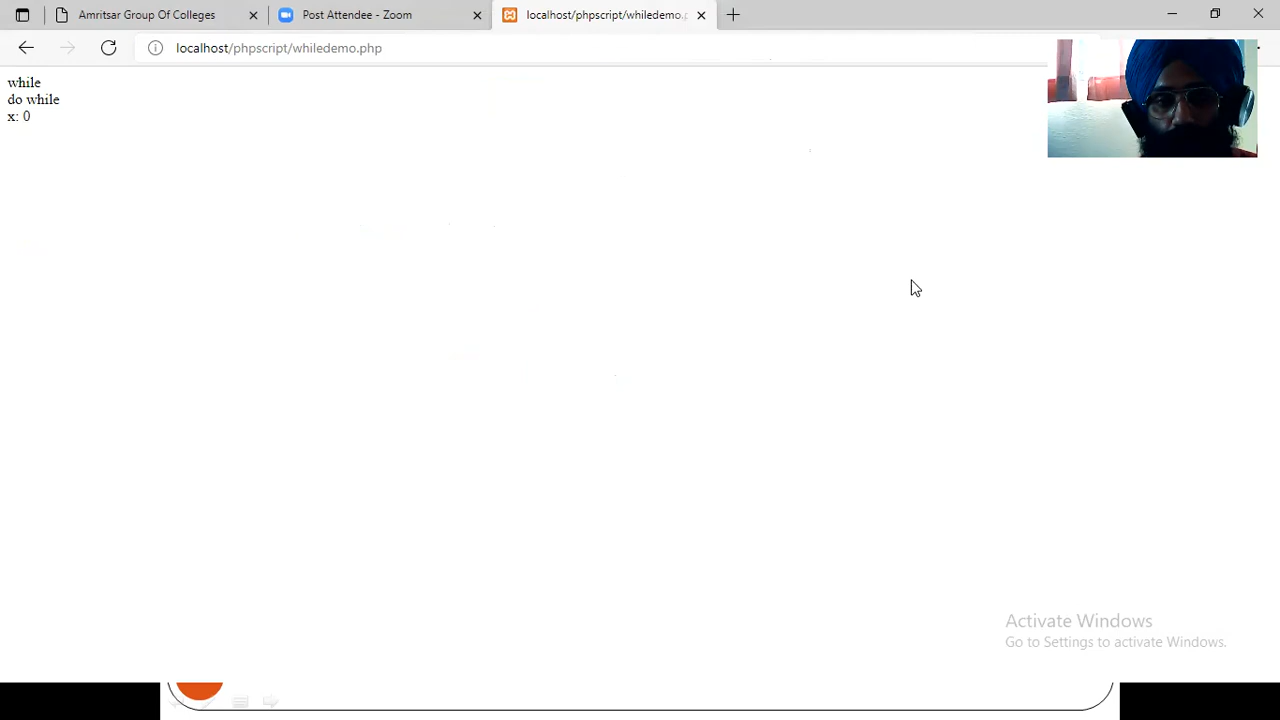 Amritsar Group Of Colleges
Post Attendee - Zoom
localhost/phpscript/whiledemo.p
localhost/phpscript/whiledemo.php
while
do while
x: 0
Activate Windows
Go to Settings to activate Windows.